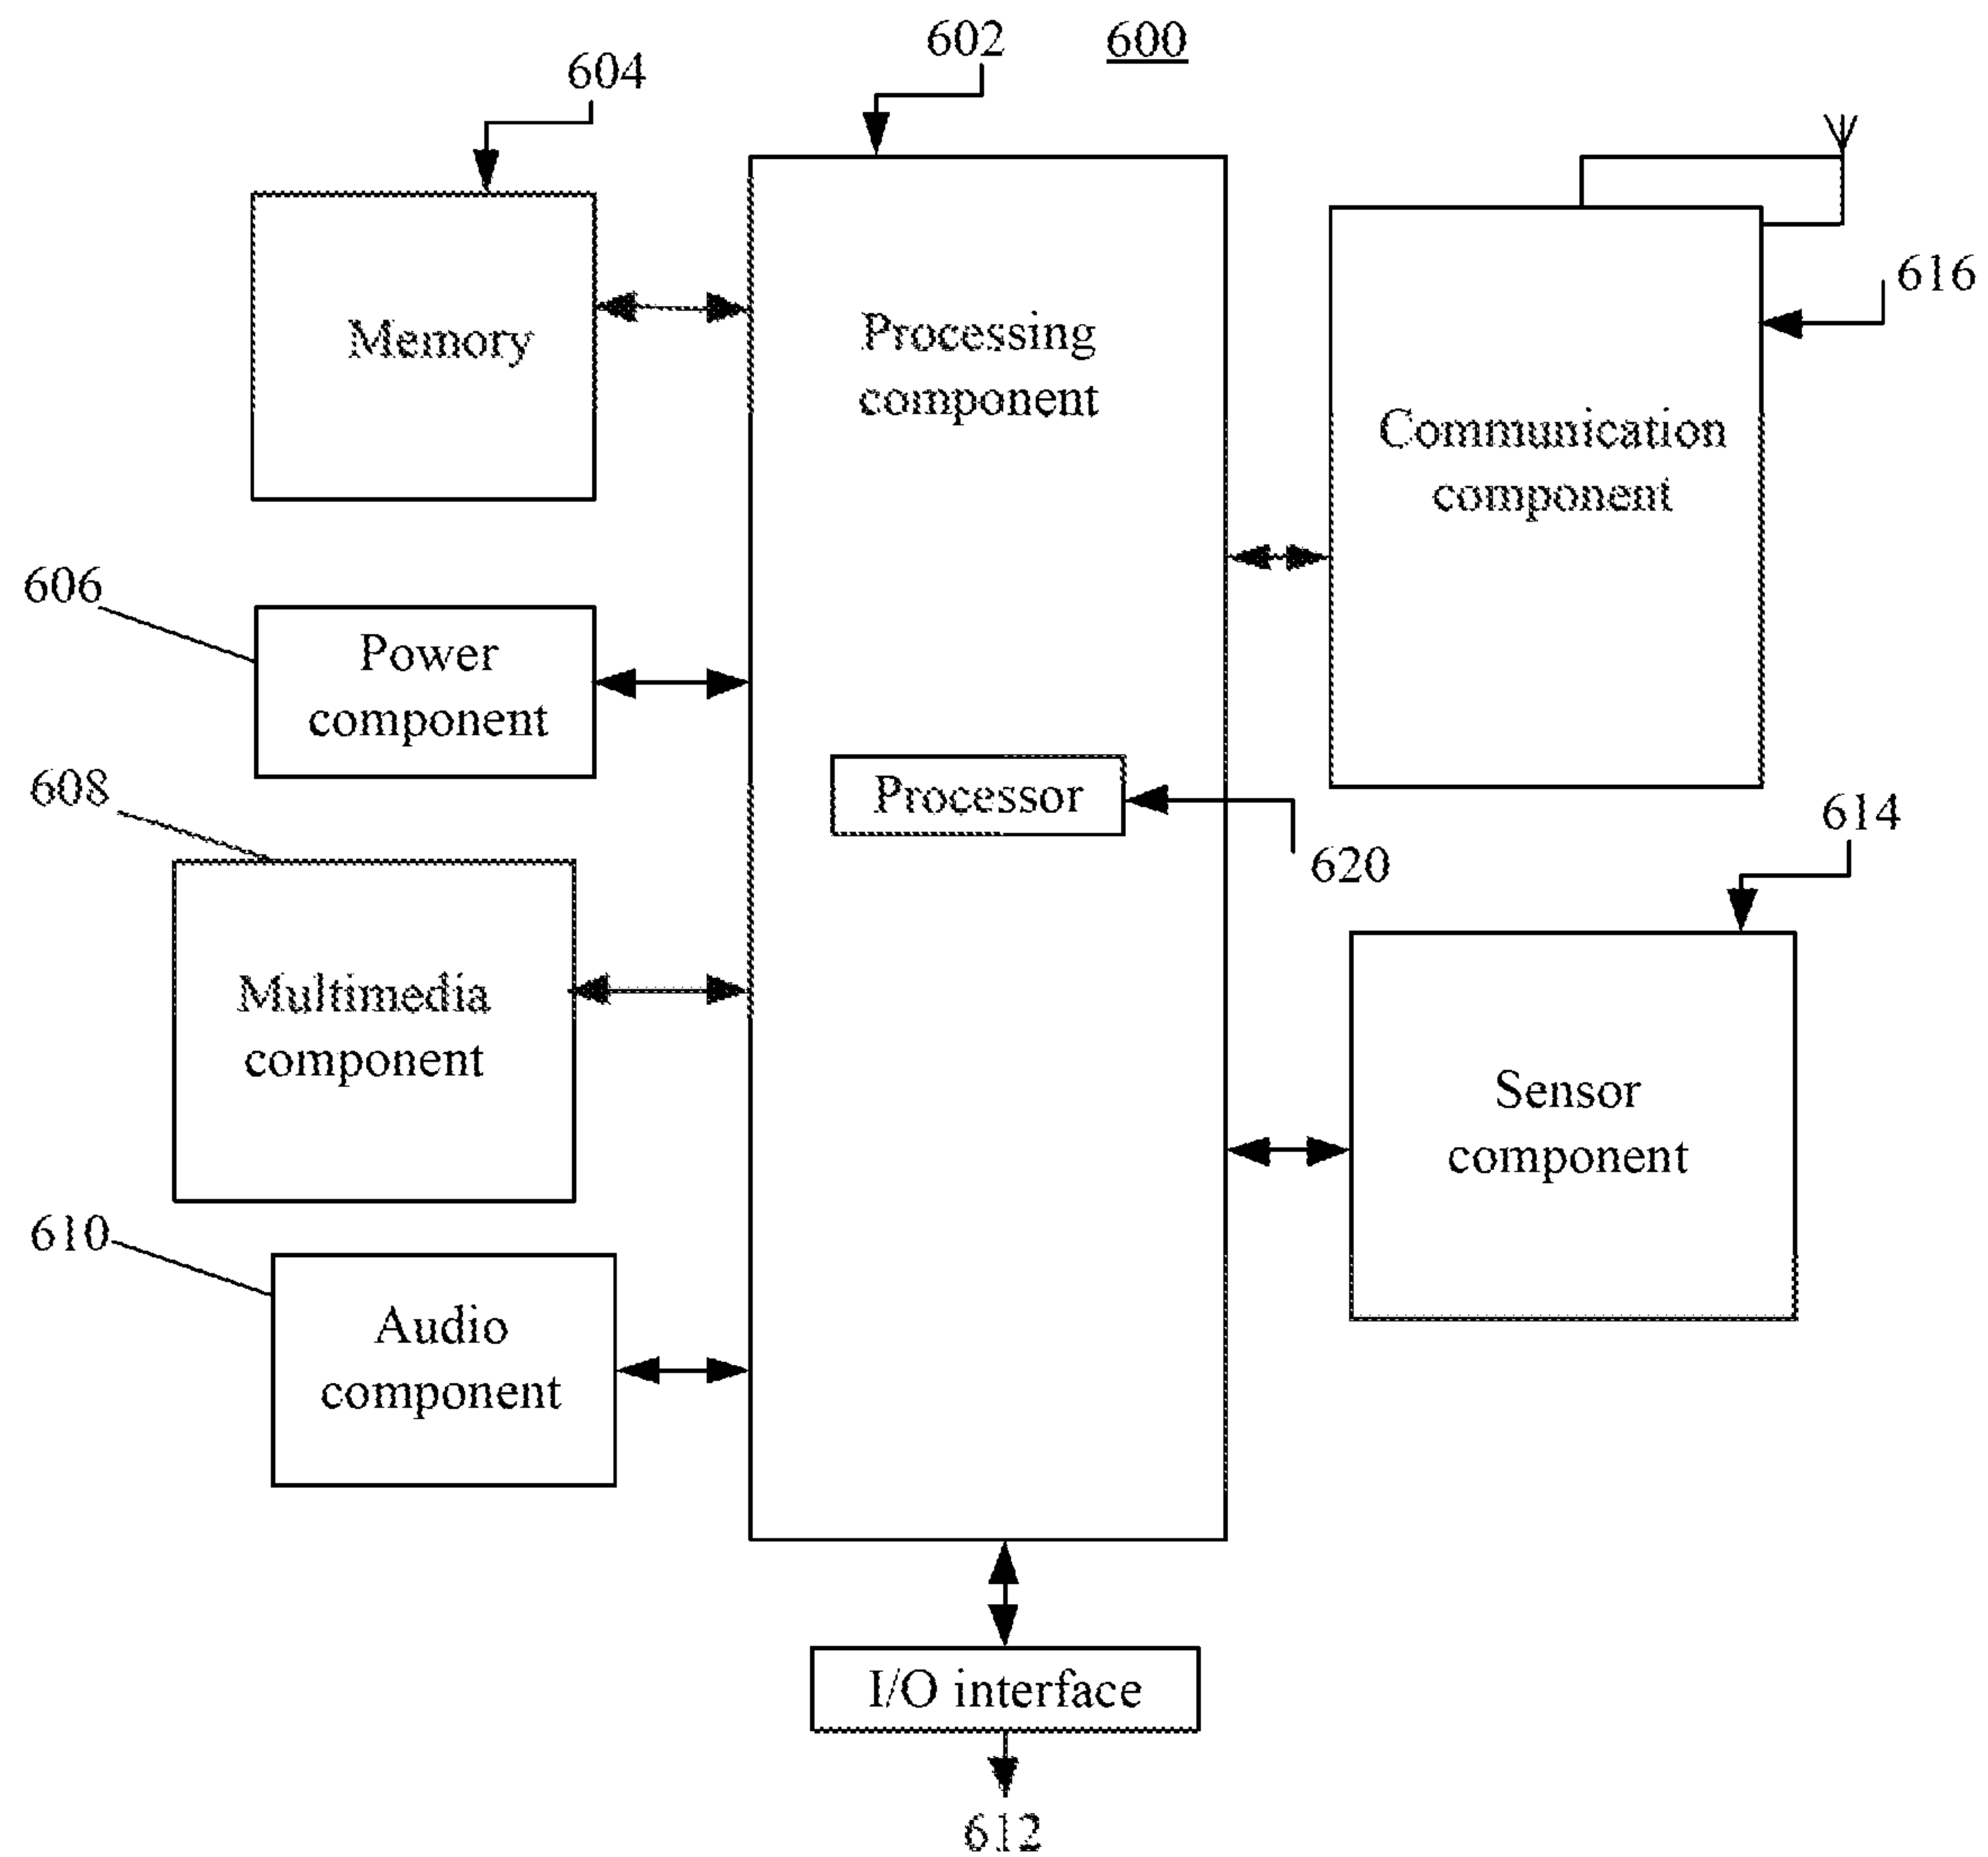 602
600
604
616
Memory
Processing
component
Communication
component
606
Power
component
608
Processor
614
620
Multimedia
component
Sensor
component
610
Audio
component
I/O interface
612